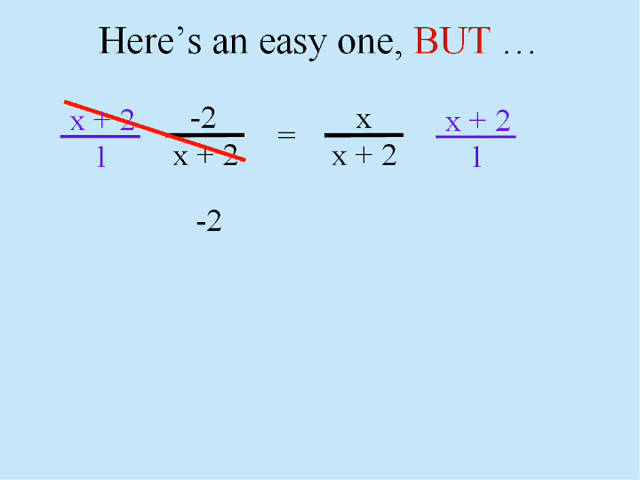 Here's an easy one, BUT …
x + 2 -2 x x + 2
1 x + 2 = x + 2 1
-2